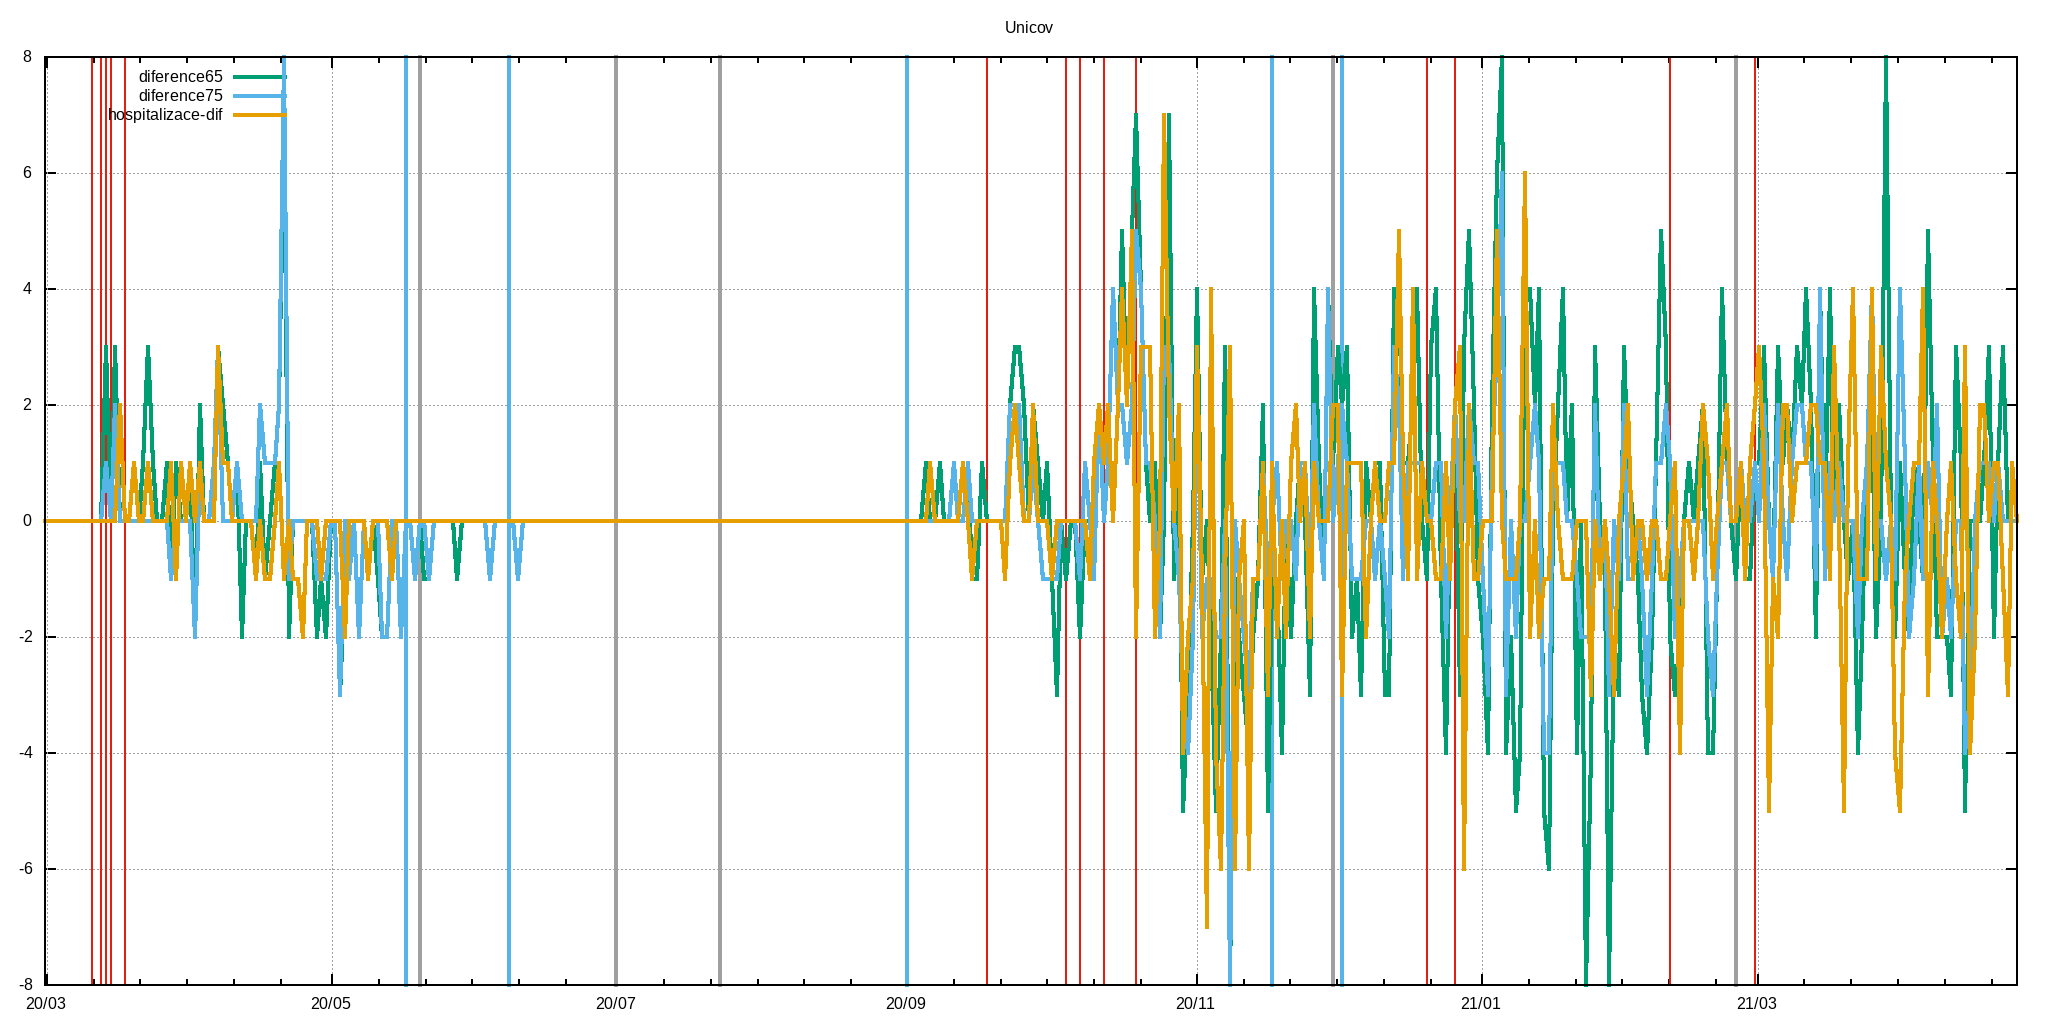 Unicov
8
diference65
diference75
hospitalizace-dif
6
4
2
0
-2
-4
-6
-8
20/03 20/05 20/07 20/09 20/11 21/01 21/03